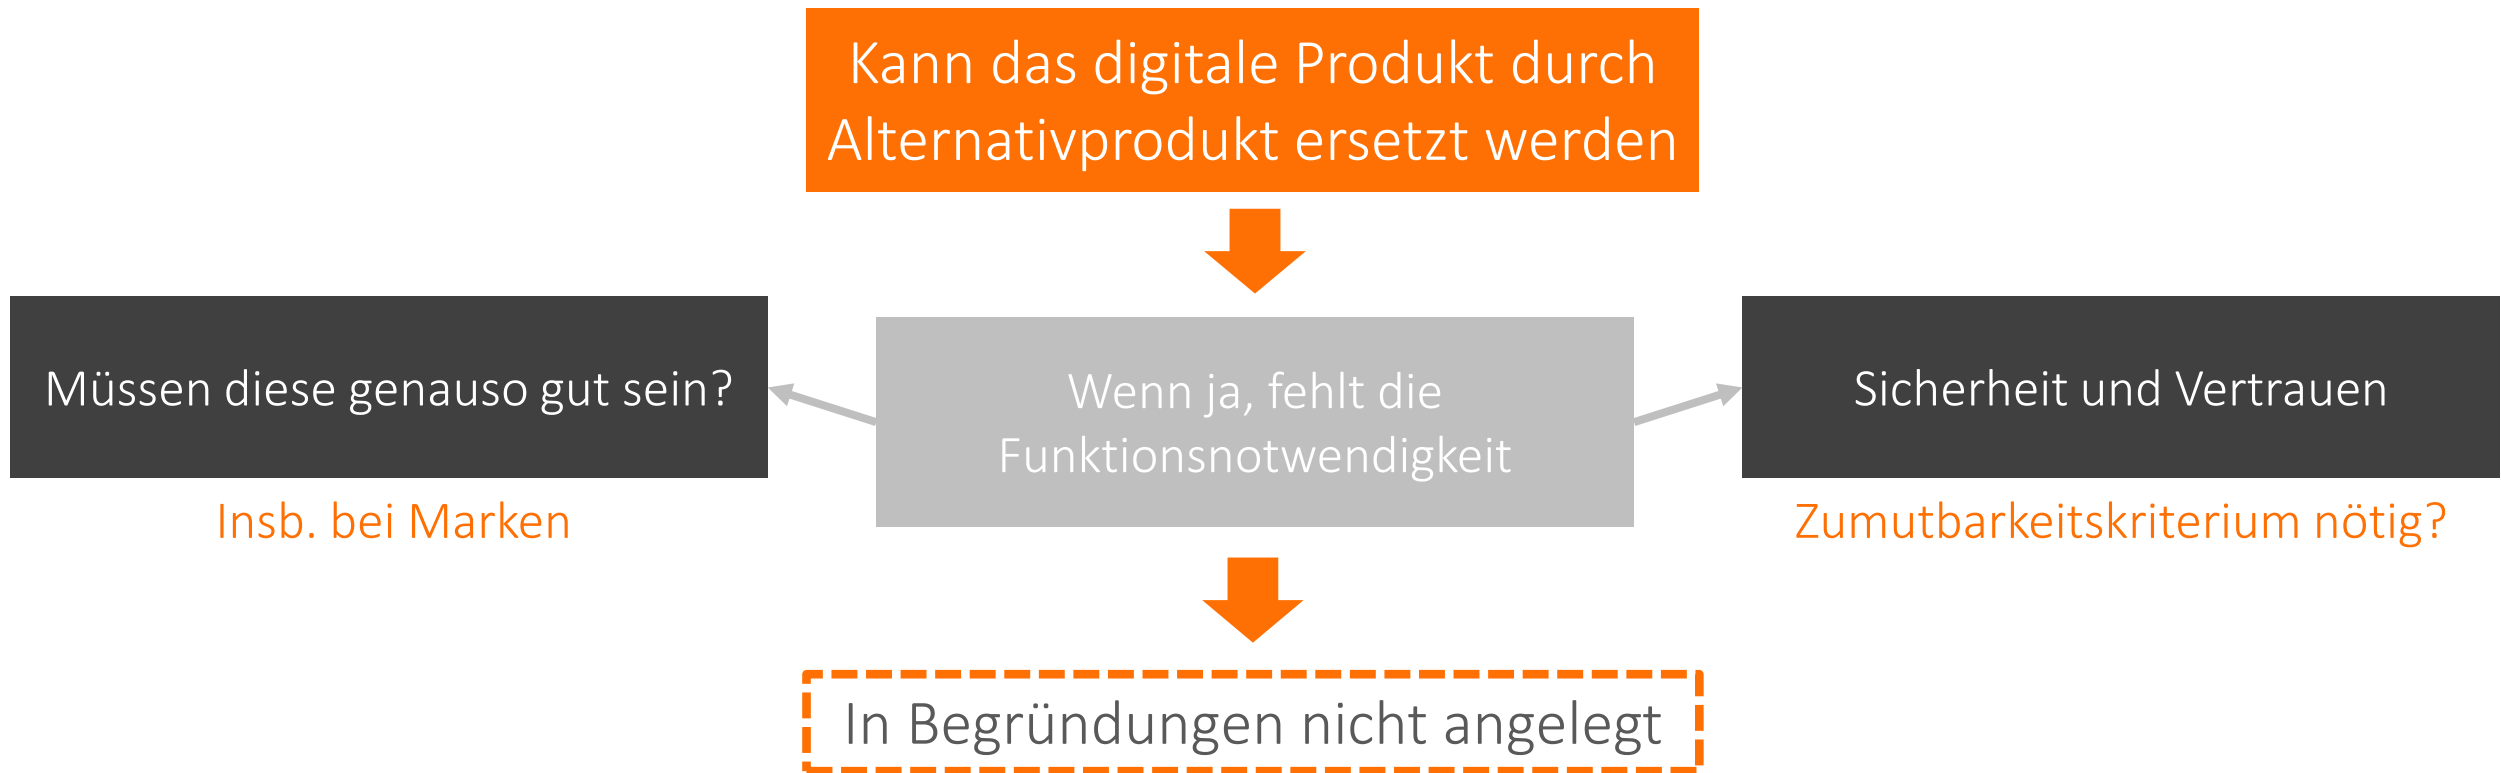 Kann das digitale Produkt durch
Alternativprodukt ersetzt werden
Müssen diese genauso gut sein?
Insb. bei Marken
Wenn ja, fehlt die
Funktionsnotwendigkeit
Sicherheit und Vertrauen
Zumutbarkeitskriterium nötig?
In Begründungen nicht angelegt